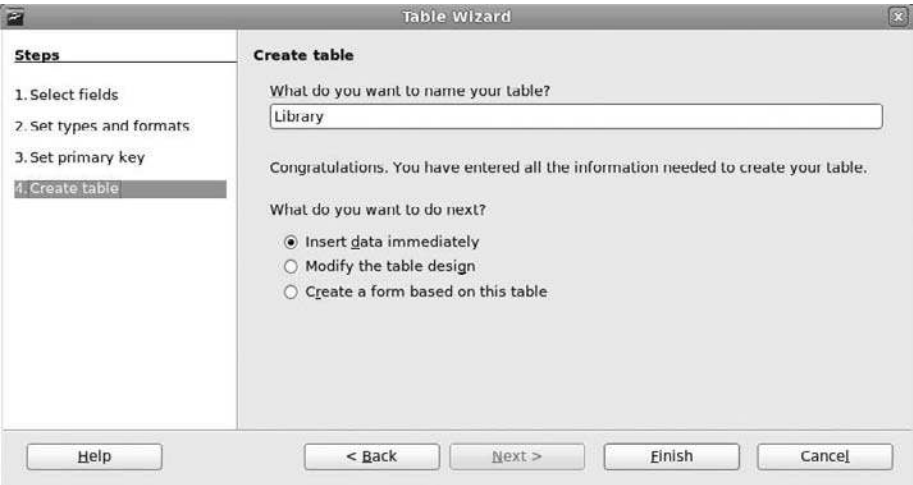 Table Wizard
Steps
1. Select fields
2. Set types and formats
3. Set primary key
4. Create table
Create table
What do you want to name your table?
Library
Congratulations. You have entered all the information needed to create your table.
What do you want to do next?
Insert data immediately
Modify the table design
Create a form based on this table
Help
< Back
Next >
Finish
Cancel